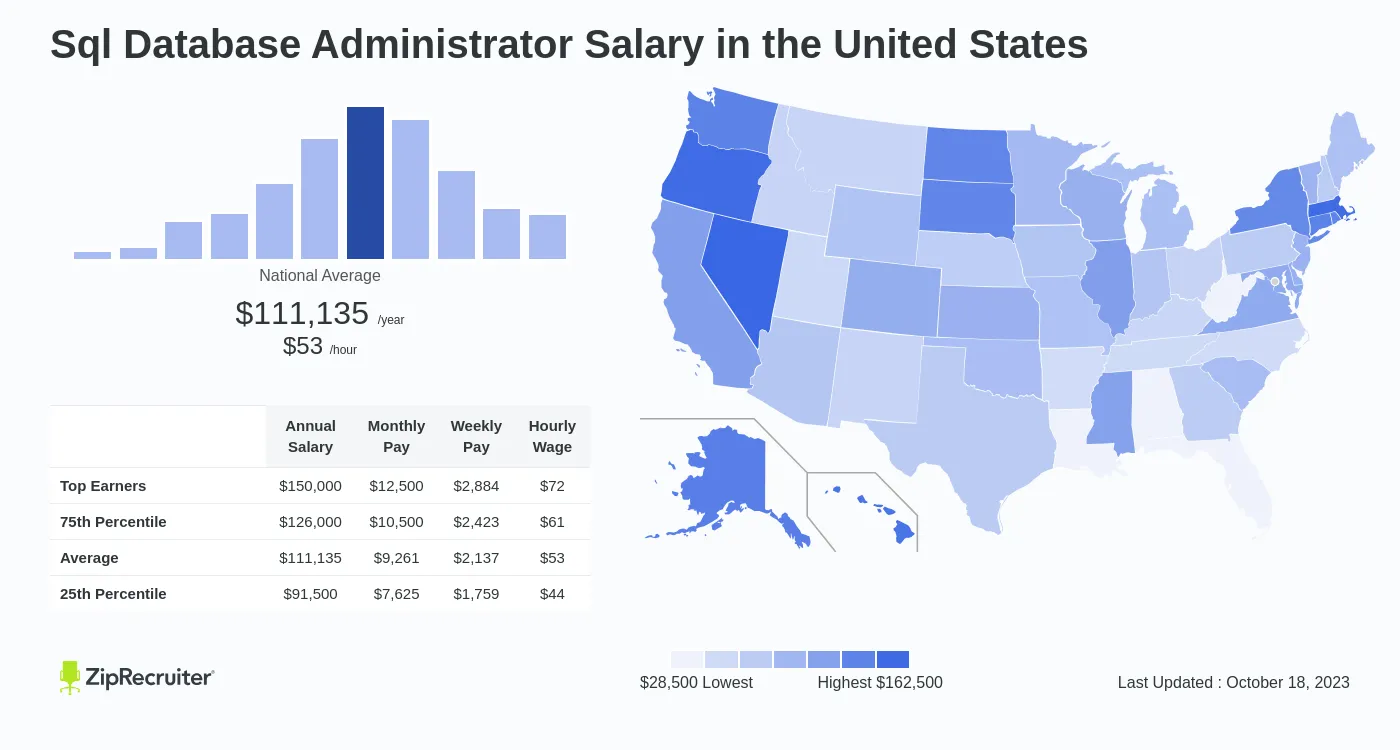 Sql Database Administrator Salary in the United States
National Average
$111,135 /year
$53 /hour
Annual Salary Monthly Pay Weekly Pay Hourly Wage
Top Earners $150,000 $12,500 $2,884 $72
75th Percentile $126,000 $10,500 $2,423 $61
Average $111,135 $9,261 $2,137 $53
25th Percentile $91,500 $7,625 $1,759 $44
ZipRecruiter
$28,500 Lowest Highest $162,500
Last Updated : October 18, 2023